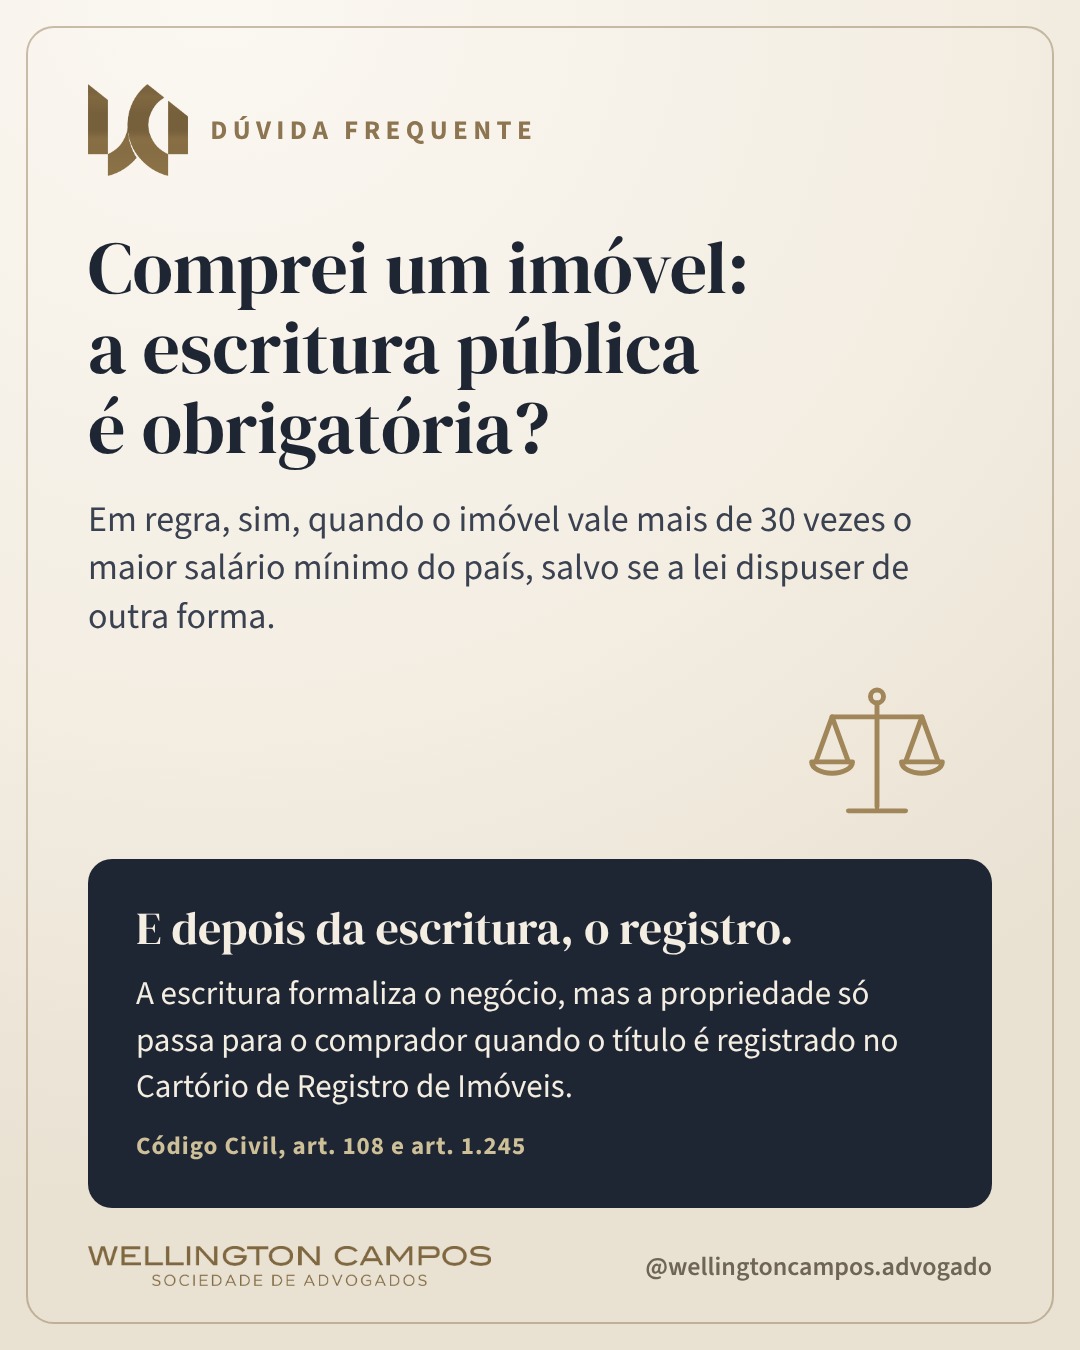 DÚVIDA FREQUENTE
Comprei um imóvel:
a escritura pública
é obrigatória?
Em regra, sim, quando o imóvel vale mais de 30 vezes o
maior salário mínimo do país, salvo se a lei dispuser de
outra forma.
E depois da escritura, o registro.
A escritura formaliza o negócio, mas a propriedade só
passa para o comprador quando o título é registrado no
Cartório de Registro de Imóveis.
Código Civil, art. 108 e art. 1.245
WELLINGTON CAMPOS
SOCIEDADE DE ADVOGADOS
@wellingtoncampos.advogado